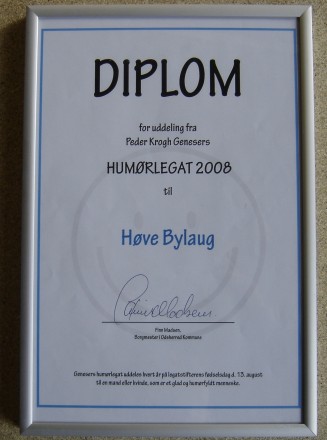 DIPLOM
for uddeling fra
Peder Krogh Genesers
HUMØRLEGAT 2008
til
Høve Bylaug
Finn Madsen,
Borgmester i Odsherred Kommune
Genesers humørlegat uddeles hvert år på legatstifterens fødselsdag d. 13. august
til en mand eller kvinde, som er et glad og humørfyldt menneske.